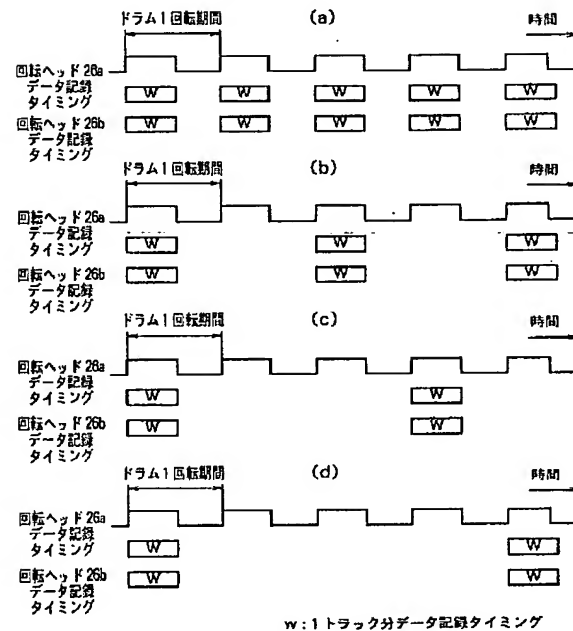 (a)
ドラム1回転期間
時間
回転ヘッド26a
データ記録
タイミング
W W W W W
回転ヘッド26b
データ記録
タイミング
W W W W W
(b)
ドラム1回転期間
時間
回転ヘッド26a
データ記録
タイミング
W W W
回転ヘッド26b
データ記録
タイミング
W W W
(c)
ドラム1回転期間
時間
回転ヘッド26a
データ記録
タイミング
W W
回転ヘッド26b
データ記録
タイミング
W W
(d)
ドラム1回転期間
時間
回転ヘッド26a
データ記録
タイミング
W W
回転ヘッド26b
データ記録
タイミング
W W
W:1トラック分データ記録タイミング